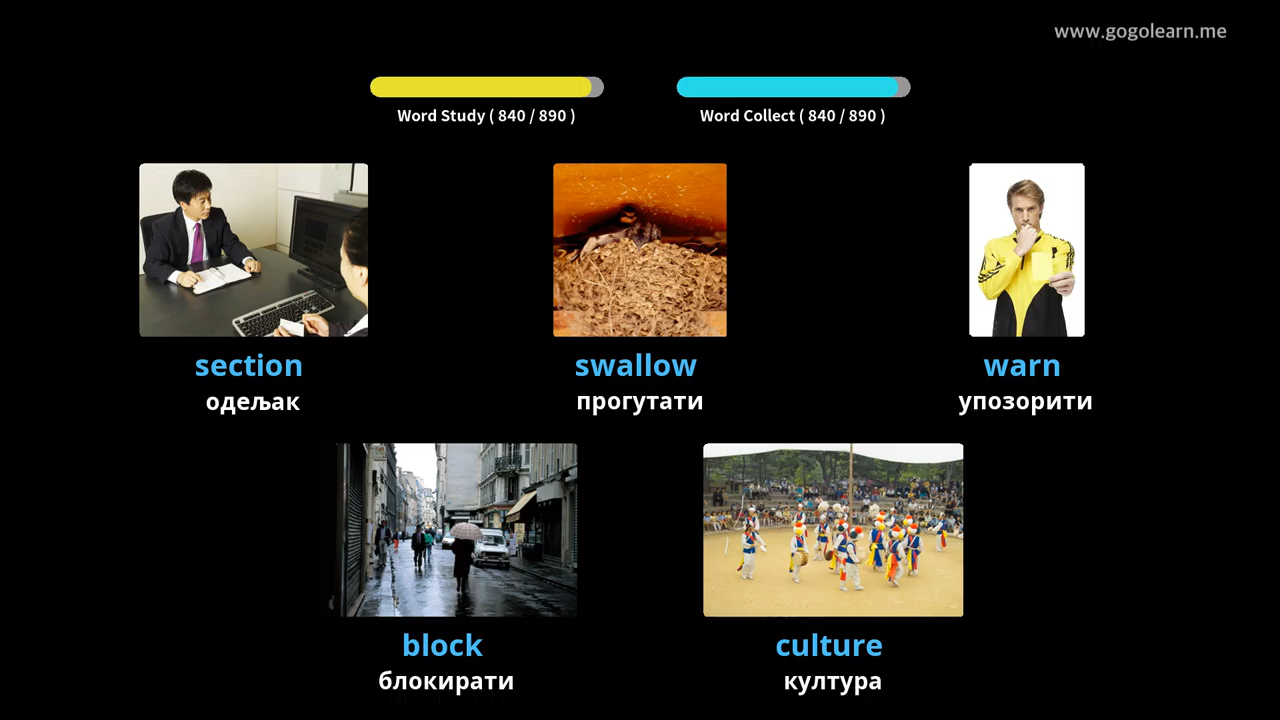 www.gogolearn.me
Word Study ( 840 / 890 )
Word Collect ( 840 / 890 )
section
одељак
swallow
прогутати
warn
упозорити
block
блокирати
culture
култура